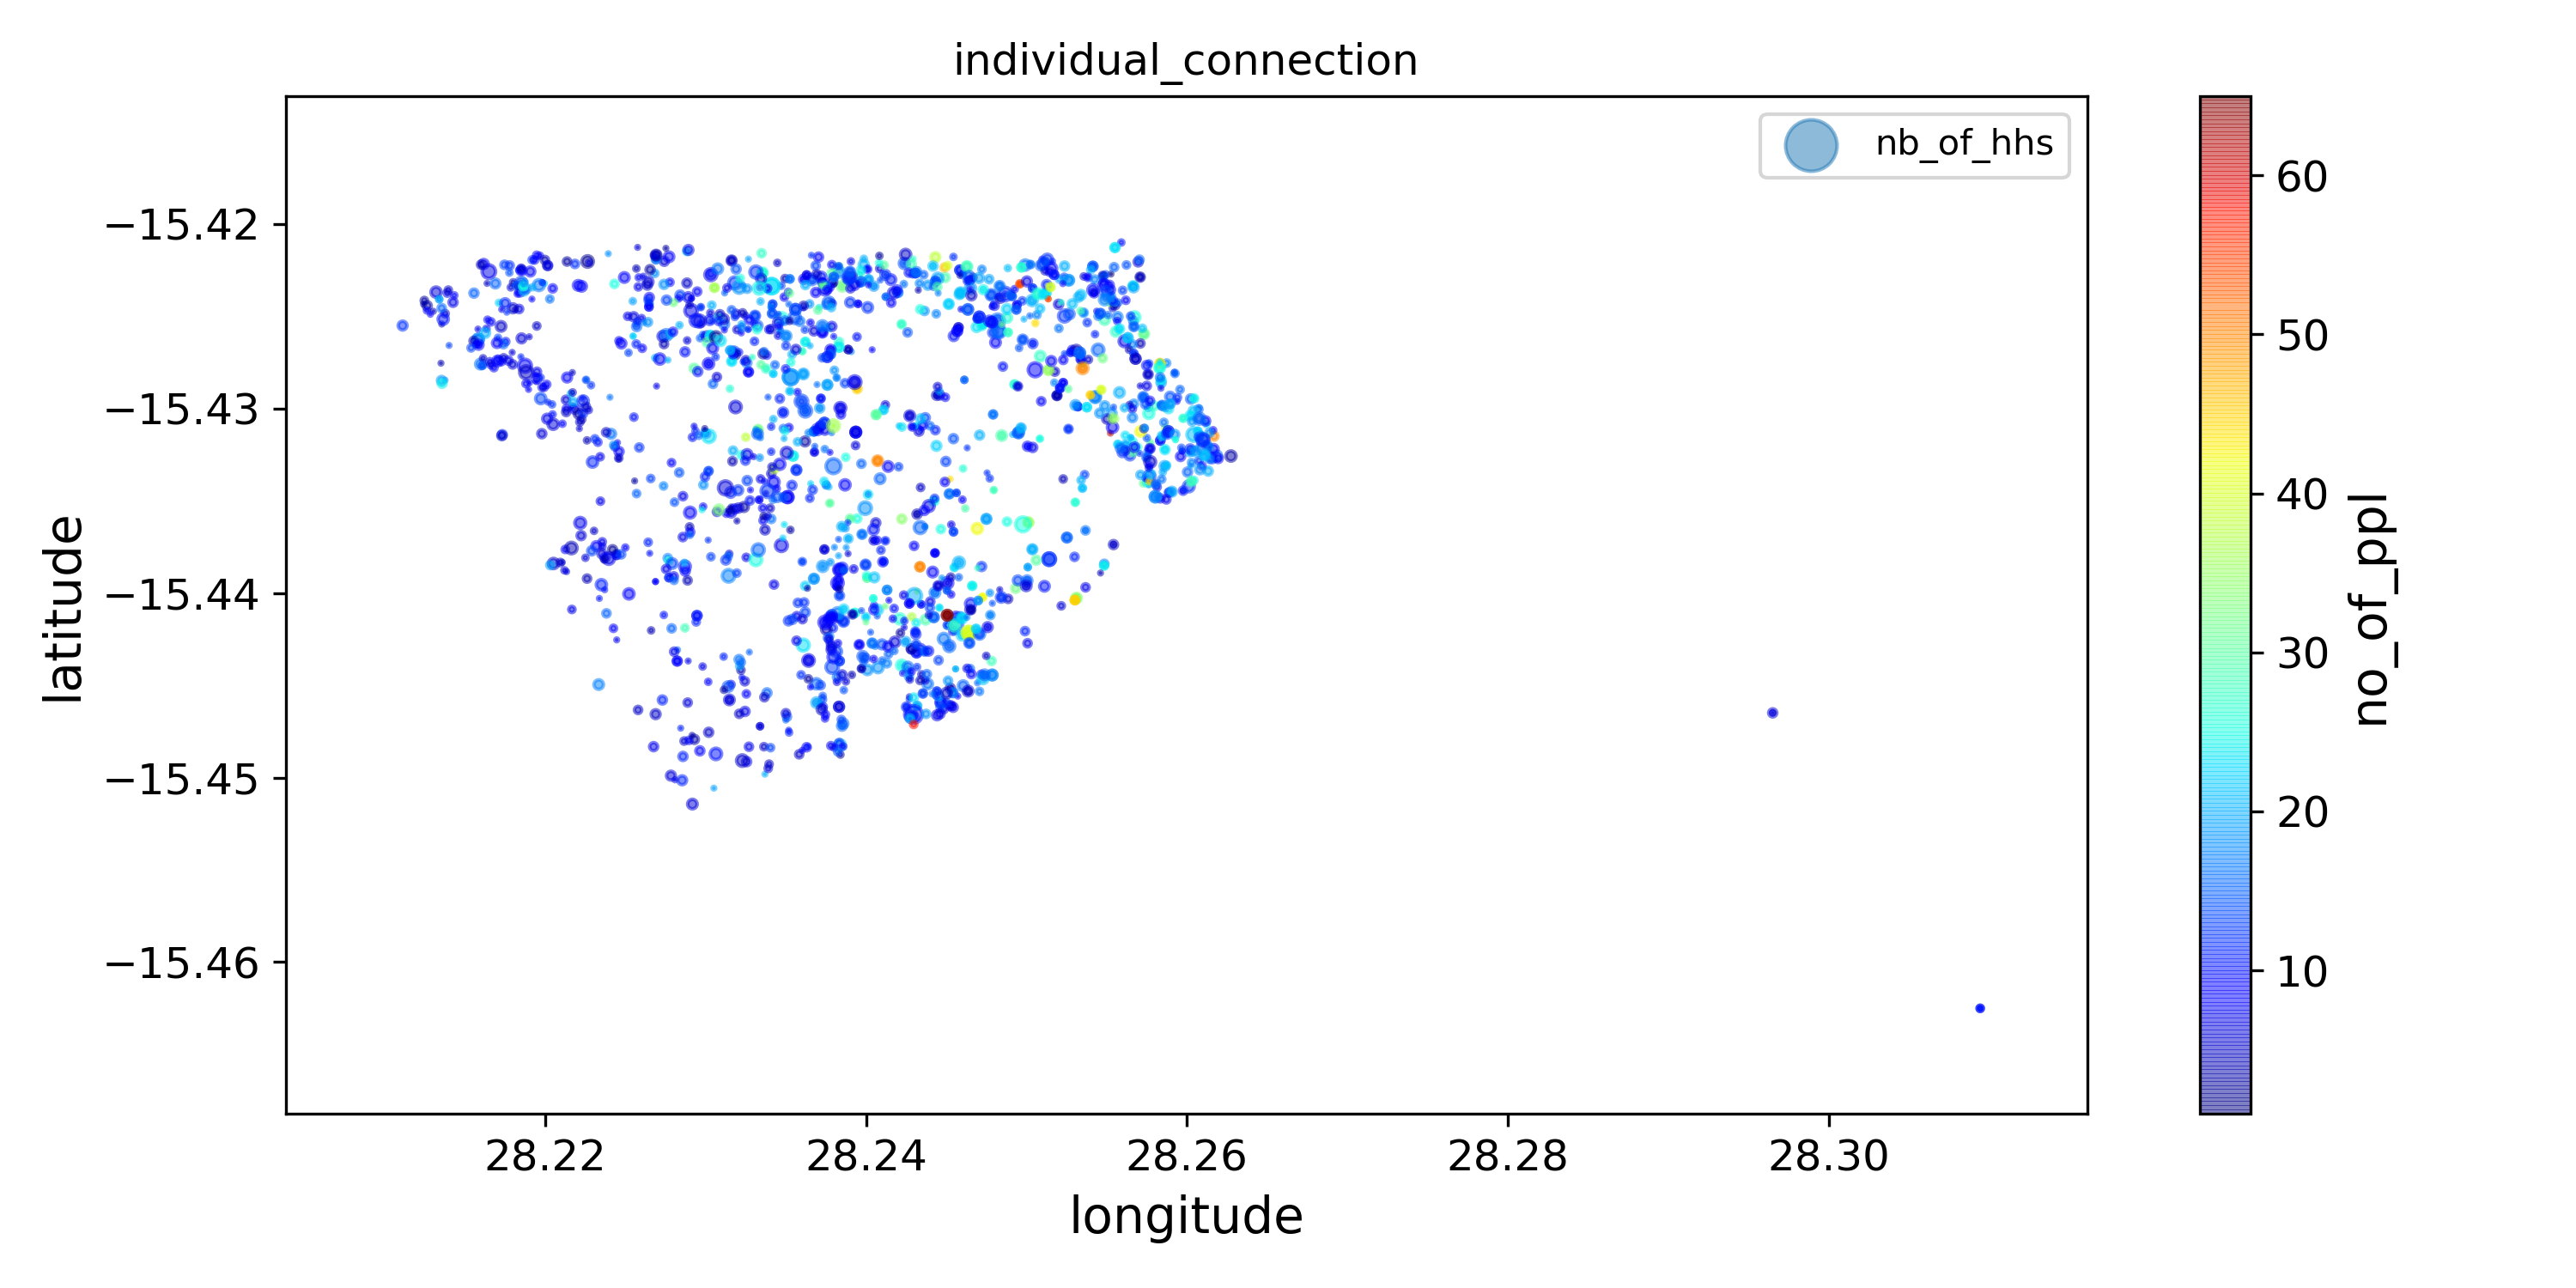 individual_connection
nb_of_hhs
−15.42
−15.43
−15.44
−15.45
−15.46
latitude
28.22 28.24 28.26 28.28 28.30
longitude
60
50
40
30
20
10
no_of_ppl